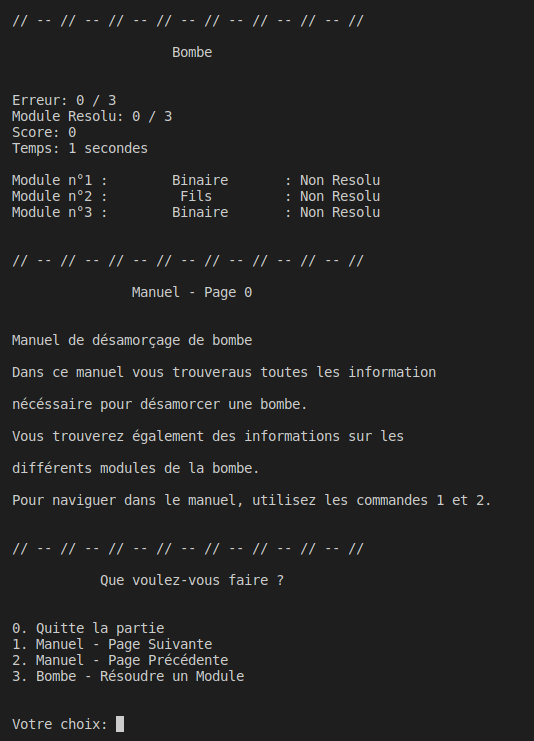 // -- // -- // -- // -- // -- // -- // -- //
Bombe
Erreur: 0 / 3
Module Resolu: 0 / 3
Score: 0
Temps: 1 secondes
Module n°1 : Binaire : Non Resolu
Module n°2 : Fils : Non Resolu
Module n°3 : Binaire : Non Resolu
// -- // -- // -- // -- // -- // -- // -- //
Manuel - Page 0
Manuel de désamorçage de bombe
Dans ce manuel vous trouveraus toutes les information
nécéssaire pour désamorcer une bombe.
Vous trouverez également des informations sur les
différents modules de la bombe.
Pour naviguer dans le manuel, utilisez les commandes 1 et 2.
// -- // -- // -- // -- // -- // -- // -- //
Que voulez-vous faire ?
0. Quitte la partie
1. Manuel - Page Suivante
2. Manuel - Page Précédente
3. Bombe - Résoudre un Module
Votre choix: